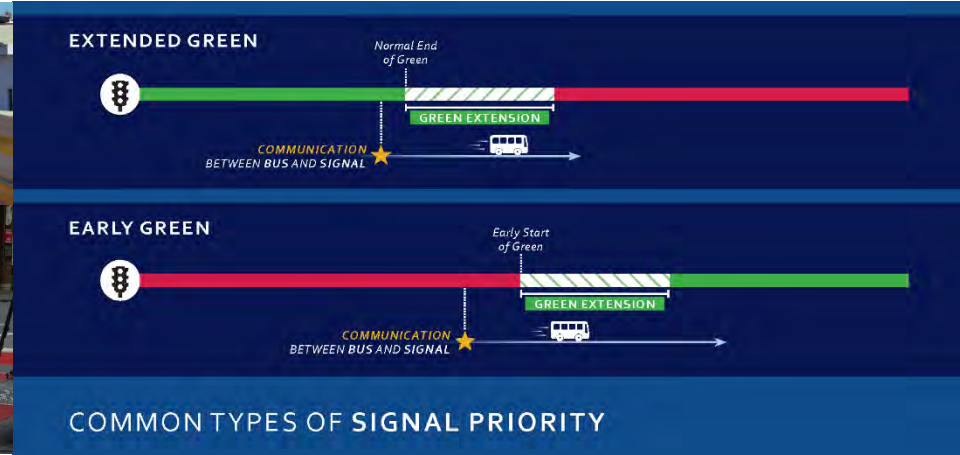 EXTENDED GREEN
Normal End
of Green
GREEN EXTENSION
COMMUNICATION
BETWEEN BUS AND SIGNAL
EARLY GREEN
Early Start
of Green
GREEN EXTENSION
COMMUNICATION
BETWEEN BUS AND SIGNAL
COMMON TYPES OF SIGNAL PRIORITY